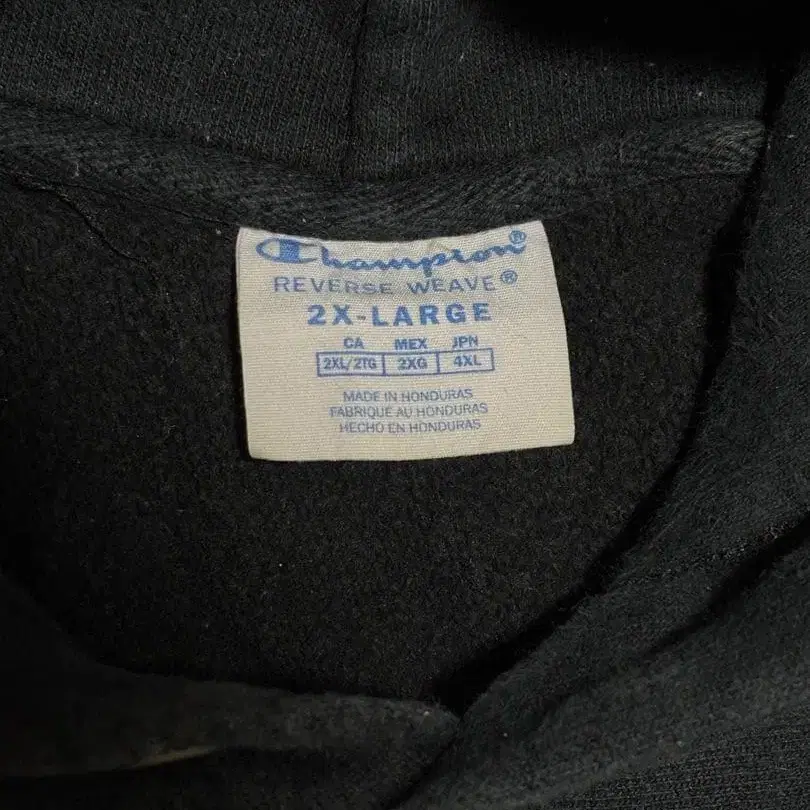 Champion®
REVERSE WEAVE®
2X-LARGE
CA MEX JPN
2XL/2TG 2XG 4XL
MADE IN HONDURAS
FABRIQUÉ AU HONDURAS
HECHO EN HONDURAS